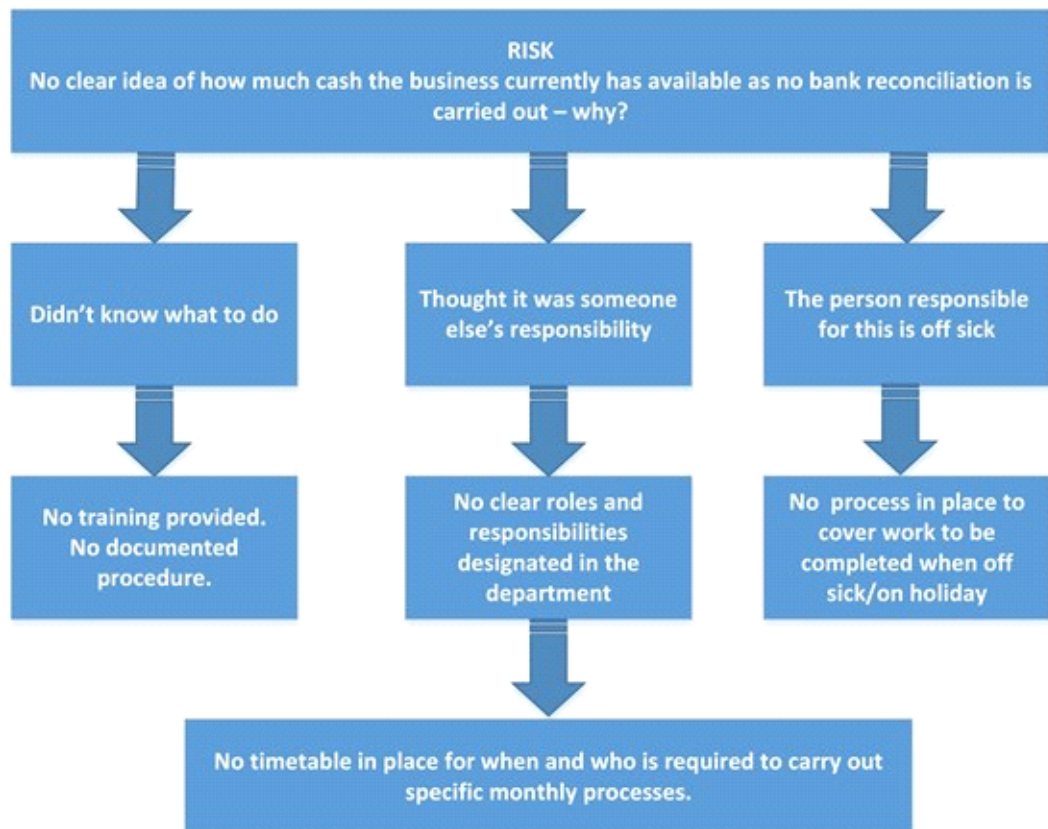 RISK
No clear idea of how much cash the business currently has available as no bank reconciliation is
carried out – why?
Didn’t know what to do
Thought it was someone
else’s responsibility
The person responsible
for this is off sick
No training provided.
No documented
procedure.
No clear roles and
responsibilities
designated in the
department
No process in place to
cover work to be
completed when off
sick/on holiday
No timetable in place for when and who is required to carry out
specific monthly processes.